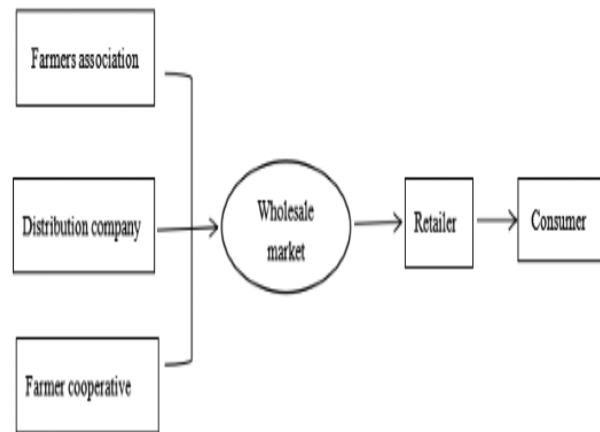 Farmers association
Distribution company
Farmer cooperative
Wholesale
market
Retailer
Consumer